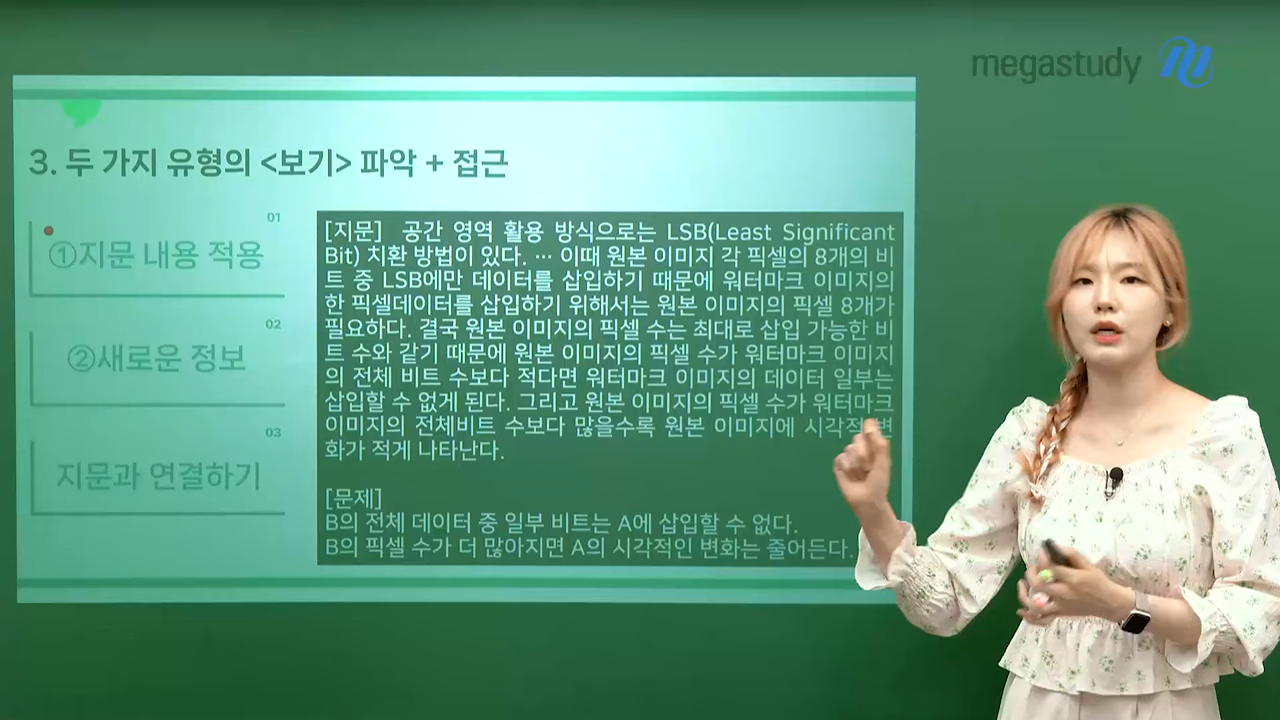 megastudy
3. 두 가지 유형의 <보기> 파악 + 접근
01
①지문 내용 적용
02
②새로운 정보
03
지문과 연결하기
[지문] 공간 영역 활용 방식으로는 LSB(Least Significant
Bit) 치환 방법이 있다. … 이때 원본 이미지 각 픽셀의 8개의 비
트 중 LSB에만 데이터를 삽입하기 때문에 워터마크 이미지의
한 픽셀데이터를 삽입하기 위해서는 원본 이미지의 픽셀 8개가
필요하다. 결국 원본 이미지의 픽셀 수는 최대로 삽입 가능한 비
트 수와 같기 때문에 원본 이미지의 픽셀 수가 워터마크 이미지
의 전체 비트 수보다 적다면 워터마크 이미지의 데이터 일부는
삽입할 수 없게 된다. 그리고 원본 이미지의 픽셀 수가 워터마크
이미지의 전체비트 수보다 많을수록 원본 이미지에 시각적 변
화가 적게 나타난다.
[문제]
B의 전체 데이터 중 일부 비트는 A에 삽입할 수 없다.
B의 픽셀 수가 더 많아지면 A의 시각적인 변화는 줄어든다.